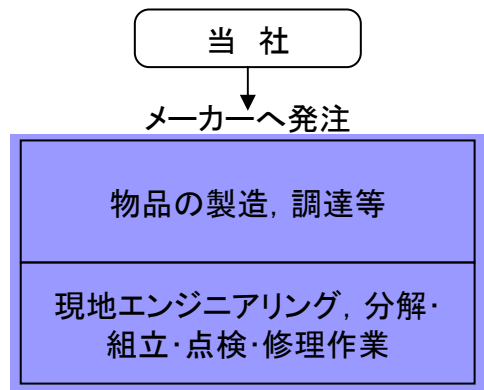 当 社
メーカーへ発注
物品の製造，調達等
現地エンジニアリング，分解・
組立・点検・修理作業